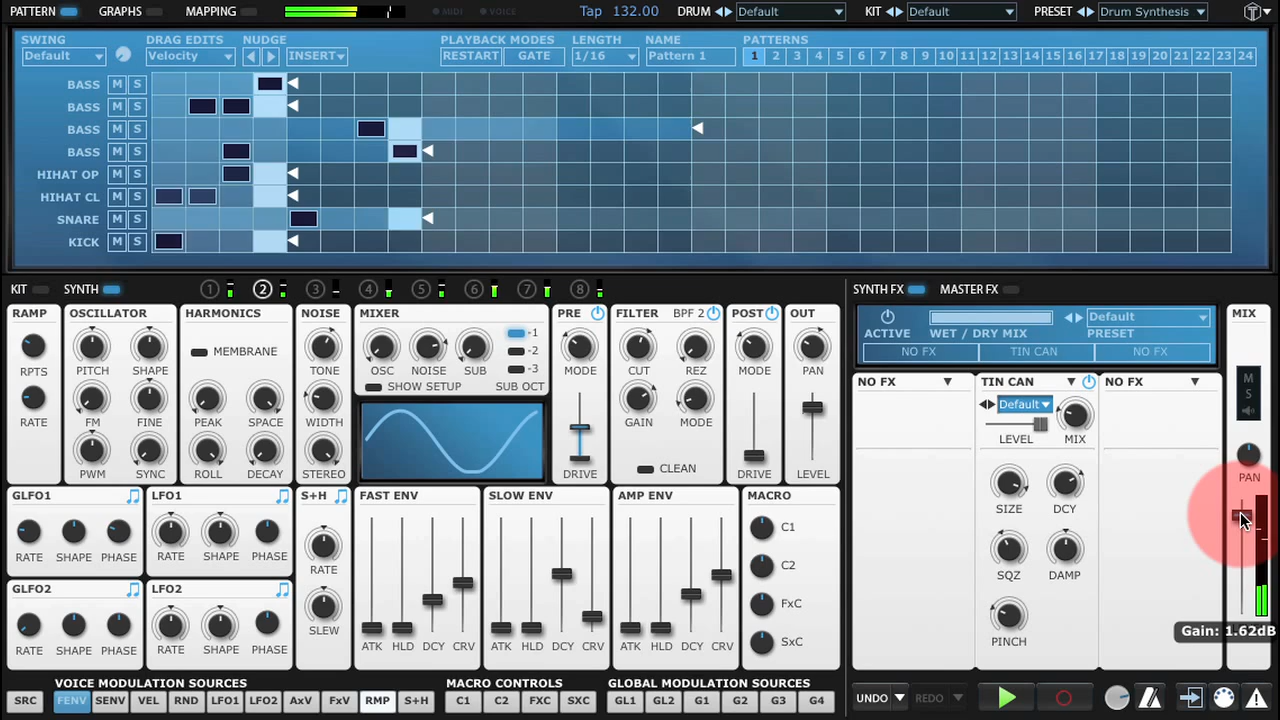 PATTERN GRAPHS MAPPING MIDI VOICE Tap 132.00 DRUM Default KIT Default PRESET Drum Synthesis
SWING DRAG EDITS NUDGE PLAYBACK MODES LENGTH NAME PATTERNS
Default Velocity INSERT RESTART GATE 1/16 Pattern 1 1 2 3 4 5 6 7 8 9 10 11 12 13 14 15 16 17 18 19 20 21 22 23 24
BASS M S
BASS M S
BASS M S
BASS M S
HIHAT OP M S
HIHAT CL M S
SNARE M S
KICK M S
KIT SYNTH 1 2 3 4 5 6 7 8 SYNTH FX MASTER FX
RAMP OSCILLATOR HARMONICS NOISE MIXER PRE FILTER BPF 2 POST OUT MIX
ACTIVE WET / DRY MIX Default PRESET
NO FX TIN CAN NO FX
RPTS PITCH SHAPE MEMBRANE TONE OSC NOISE SUB -1 -2 -3 MODE CUT REZ MODE PAN
SHOW SETUP SUB OCT
RATE FM FINE PEAK SPACE WIDTH GAIN MODE
PWM SYNC ROLL DECAY STEREO DRIVE CLEAN DRIVE LEVEL
NO FX TIN CAN NO FX
Default
LEVEL MIX
M
S
PAN
SIZE DCY
SQZ DAMP
PINCH
Gain: 1.62dB
GLFO1 LFO1 S+H FAST ENV SLOW ENV AMP ENV MACRO
RATE SHAPE PHASE RATE SHAPE PHASE RATE C1
C2
GLFO2 LFO2 FxC
RATE SHAPE PHASE RATE SHAPE PHASE SLEW ATK HLD DCY CRV ATK HLD DCY CRV ATK HLD DCY CRV SxC
VOICE MODULATION SOURCES MACRO CONTROLS GLOBAL MODULATION SOURCES
SRC FENV SENV VEL RND LFO1 LFO2 AxV FxV RMP S+H C1 C2 FXC SXC GL1 GL2 G1 G2 G3 G4 UNDO REDO